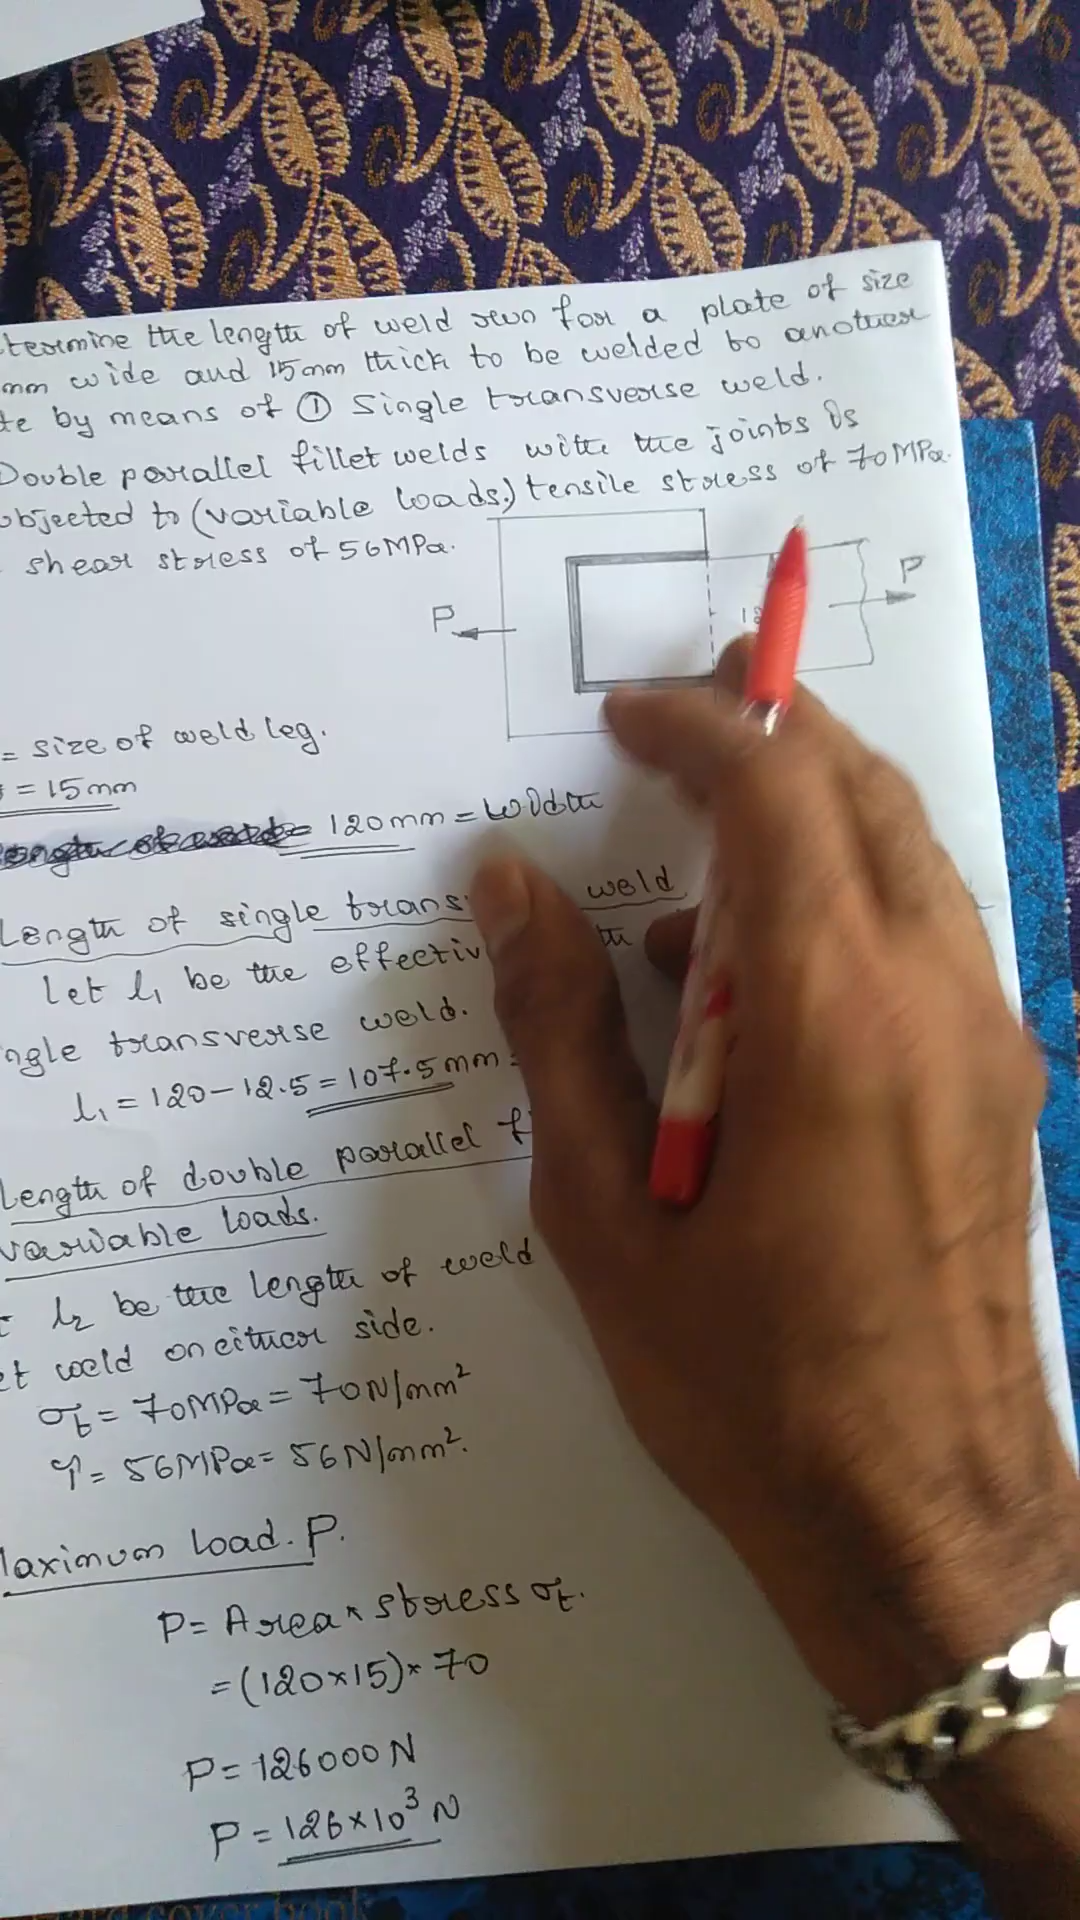 termine the length of weld run for a plate of size
mm wide and 15mm thick to be welded to another
te by means of ① Single transverse weld.
Double parallel fillet welds with the joints is
objected to (variable loads.) tensile stress of 70MPa.
shear stress of 56MPa.
P
P
= size of weld leg.
= 15mm
= 120mm = width
Length of single trans weld
Let l₁ be the effectiv
ngle transverse weld.
l₁ = 120 - 12.5 = 107.5mm =
Length of double parallel f
variable loads.
l₂ be the length of weld
et weld on either side.
σt = 70MPa = 70N/mm²
τ = 56MPa = 56N/mm².
Maximum Load. P.
P = Area × stress σt.
= (120×15) × 70
P = 126000 N
P = 126×10³ N